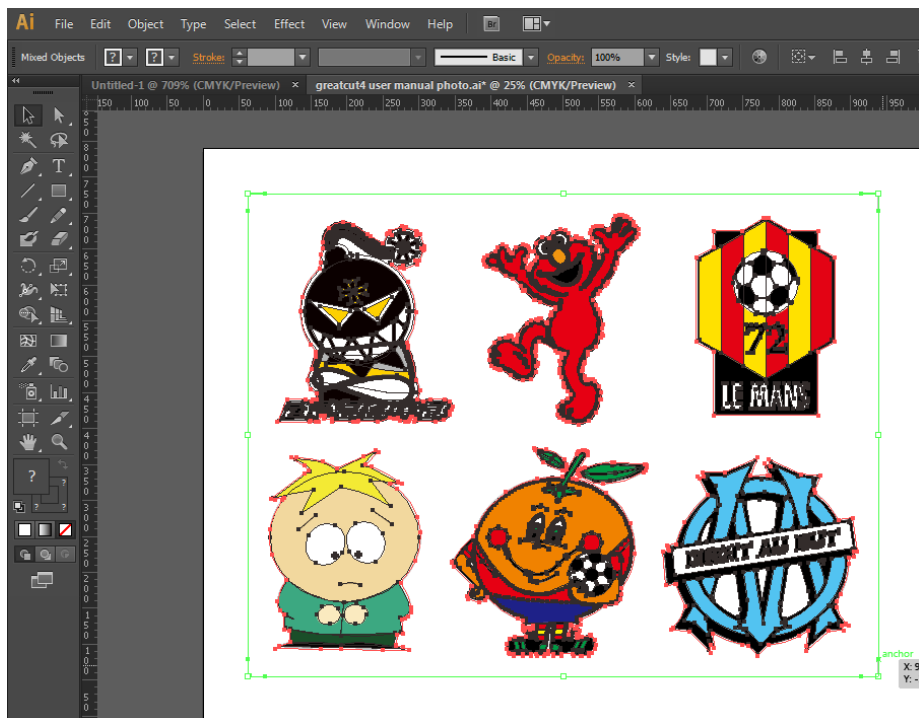 Ai File Edit Object Type Select Effect View Window Help Br
Mixed Objects ? ? Stroke: Basic Opacity: 100% Style:
Untitled-1 @ 709% (CMYK/Preview) × greatcut4 user manual photo.ai* @ 25% (CMYK/Preview) ×
150 100 50 0 50 100 150 200 250 300 350 400 450 500 550 600 650 700 750 800 850 900 950
T
72
LE MANS
DROIT AU BUT
?
?
? ?
anchor
X: 9
Y: -